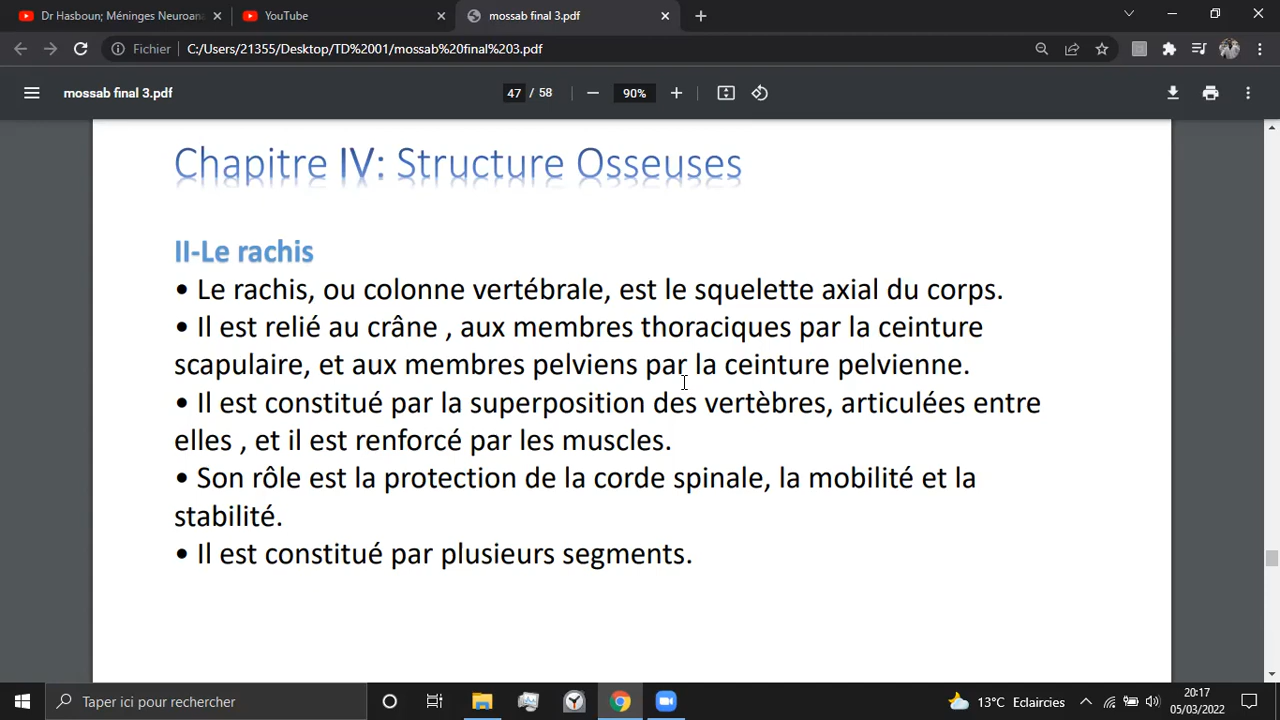 Dr Hasboun; Méninges Neuroana
YouTube
mossab final 3.pdf
Fichier C:/Users/21355/Desktop/TD%2001/mossab%20final%203.pdf
mossab final 3.pdf
47 / 58
90%
Chapitre IV: Structure Osseuses
II-Le rachis
• Le rachis, ou colonne vertébrale, est le squelette axial du corps.
• Il est relié au crâne , aux membres thoraciques par la ceinture
scapulaire, et aux membres pelviens par la ceinture pelvienne.
• Il est constitué par la superposition des vertèbres, articulées entre
elles , et il est renforcé par les muscles.
• Son rôle est la protection de la corde spinale, la mobilité et la
stabilité.
• Il est constitué par plusieurs segments.
Taper ici pour rechercher
13°C Eclaircies
20:17
05/03/2022